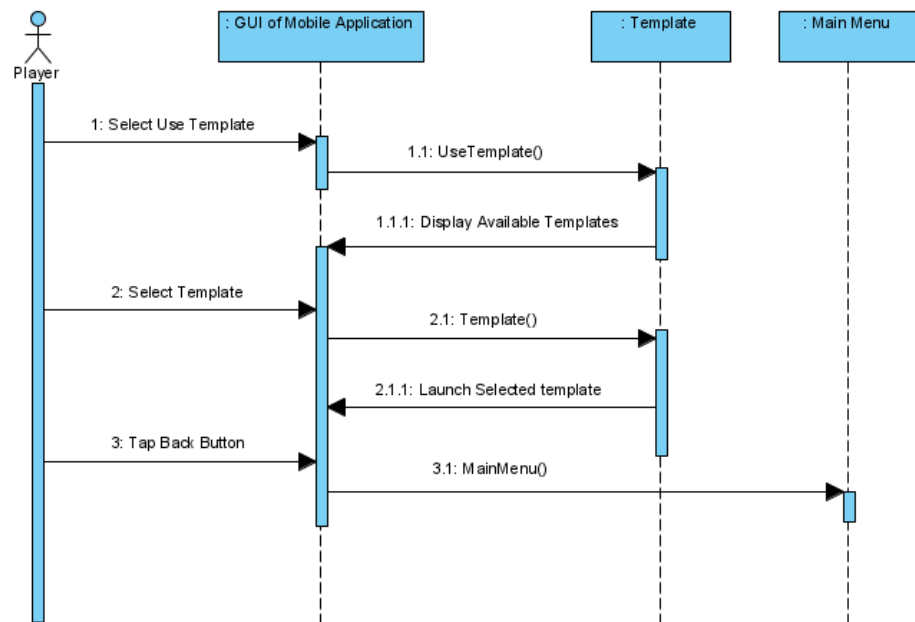 : GUI of Mobile Application
: Template
: Main Menu
Player
1: Select Use Template
1.1: UseTemplate()
1.1.1: Display Available Templates
2: Select Template
2.1: Template()
2.1.1: Launch Selected template
3: Tap Back Button
3.1: MainMenu()